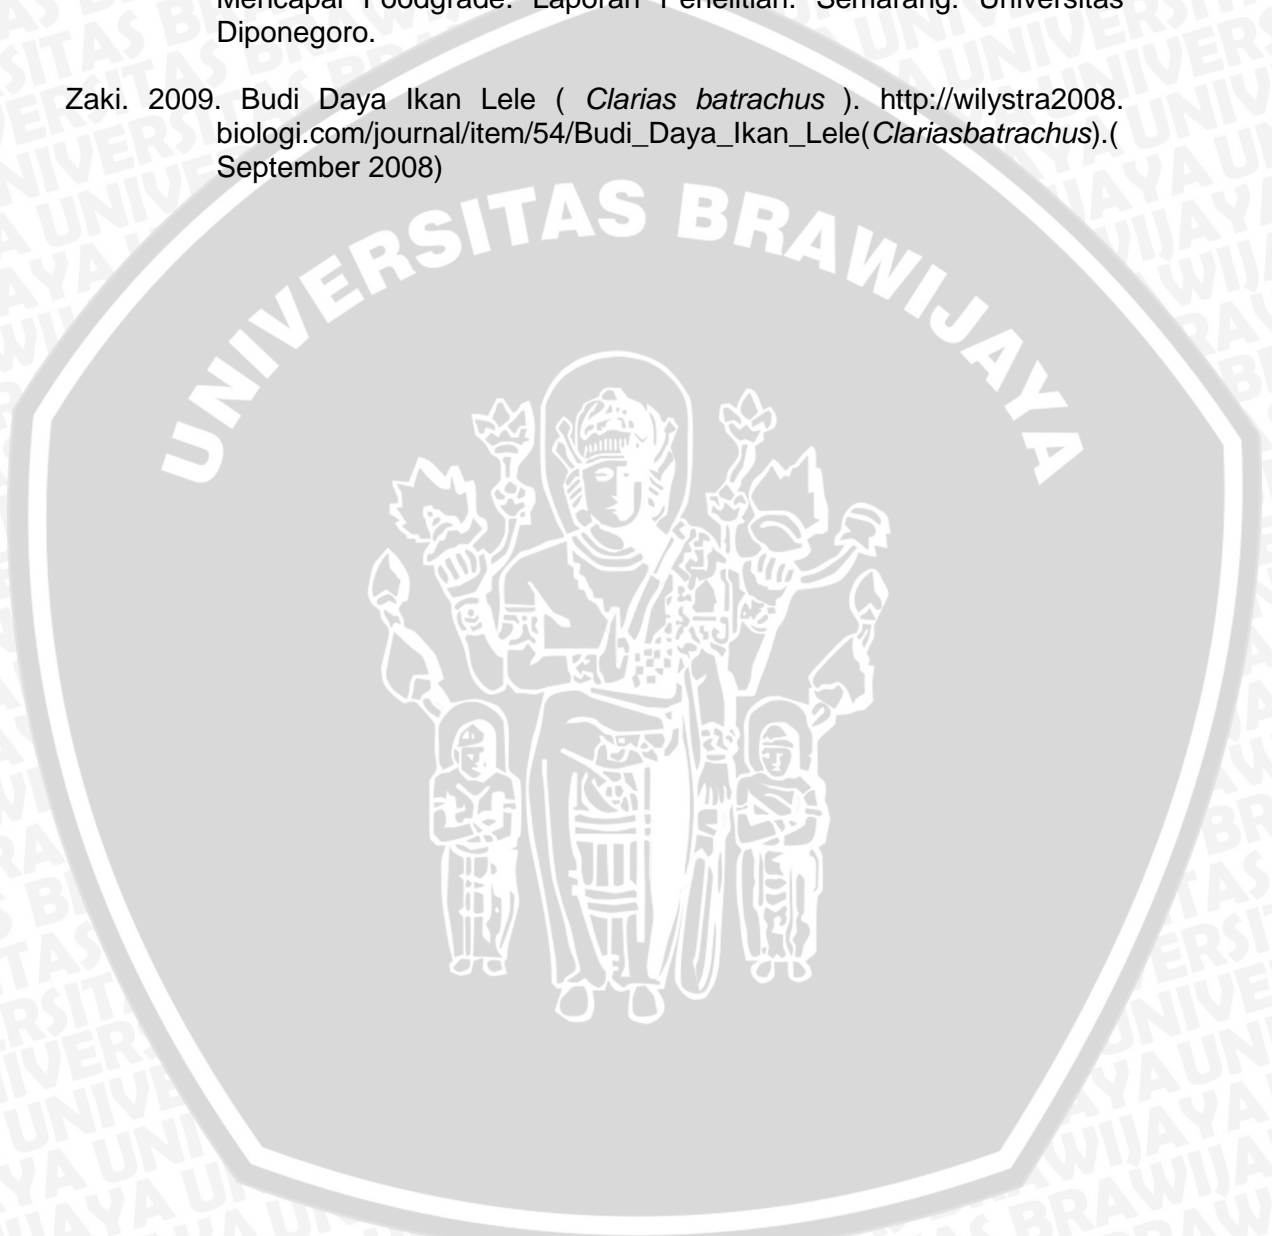 Mencapai Foodgrade. Laporan Penelitian. Semarang. Universitas
Diponegoro.
Zaki. 2009. Budi Daya Ikan Lele ( Clarias batrachus ). http://wilystra2008.
biologi.com/journal/item/54/Budi_Daya_Ikan_Lele(Clariasbatrachus).(
September 2008)
UNIVERSITAS BRAWIJAYA